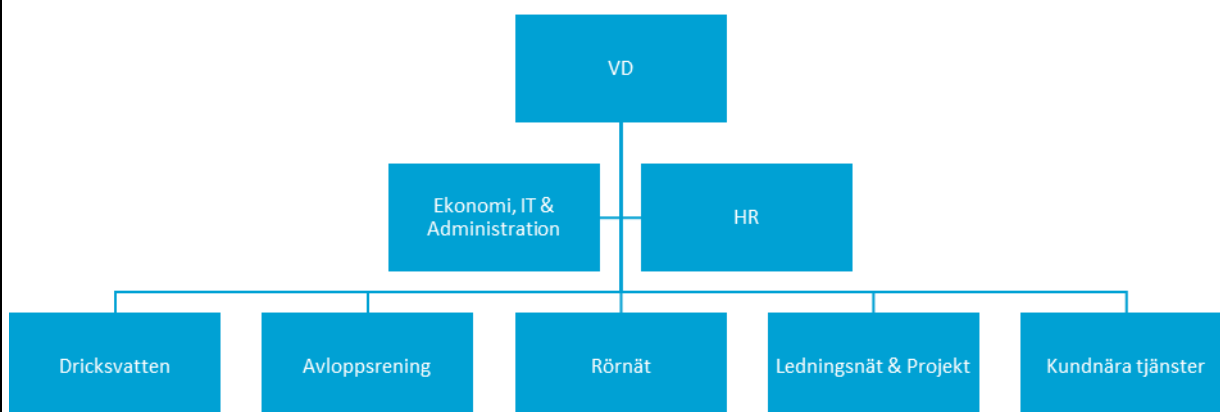 VD
Ekonomi, IT &
Administration
HR
Dricksvatten
Avloppsrening
Rörnät
Ledningsnät & Projekt
Kundnära tjänster